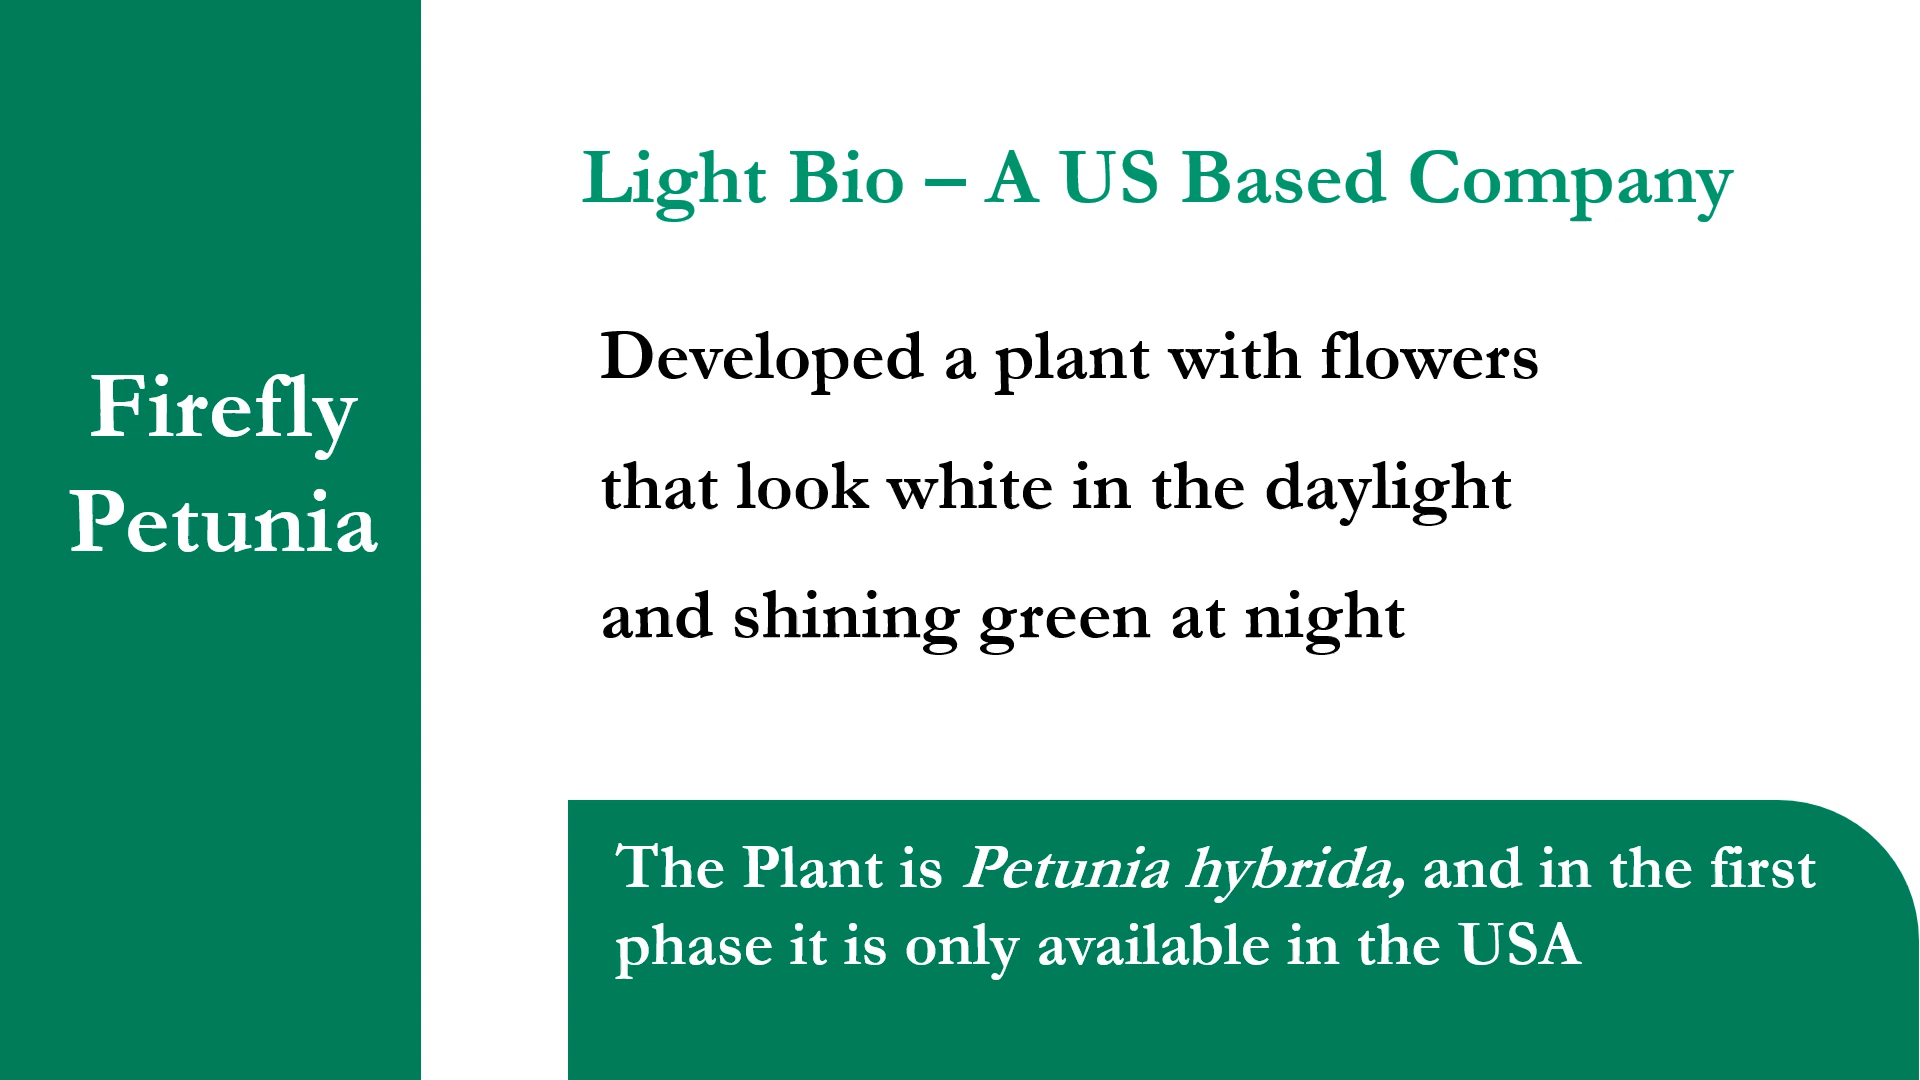 Firefly
Petunia
Light Bio – A US Based Company
Developed a plant with flowers
that look white in the daylight
and shining green at night
The Plant is Petunia hybrida, and in the first
phase it is only available in the USA